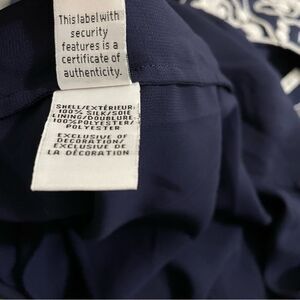 This label with
security
features is a
certificate of
authenticity.
SHELL/EXTÉRIEUR
100% SILK/SOIE
LINING/DOUBLURE
100%POLYESTER/
POLYESTER
EXCLUSIVE OF
DECORATION/
EXCLUSIVE DE
LA DÉCORATION